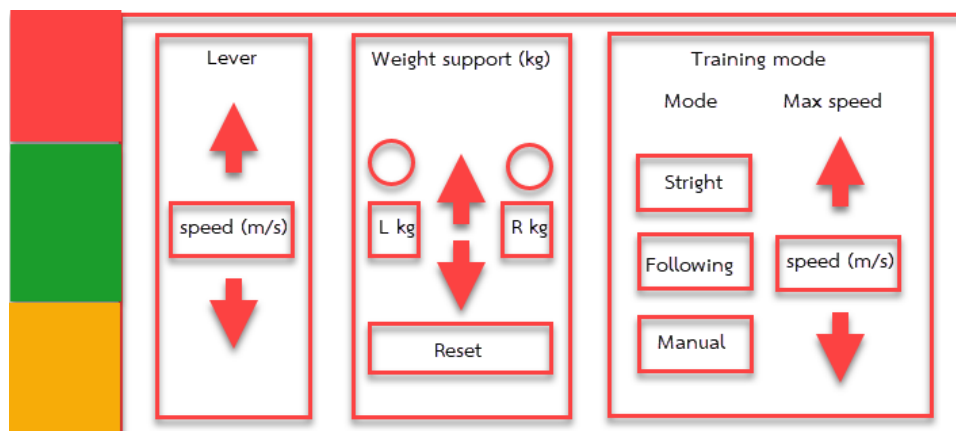 Lever
speed (m/s)
Weight support (kg)
L kg
R kg
Reset
Training mode
Mode
Max speed
Stright
Following
Manual
speed (m/s)